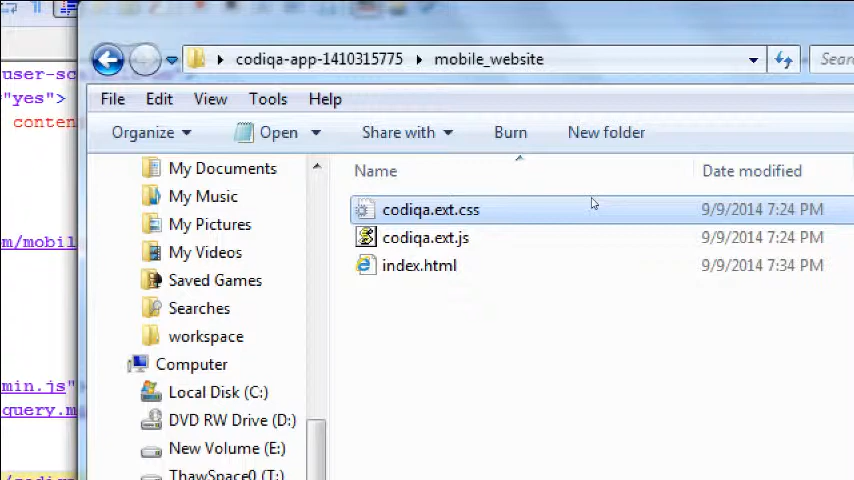 codiqa-app-1410315775 mobile_website Sear
user-sc
"yes">
File Edit View Tools Help
conten
Organize Open Share with Burn New folder
My Documents
Name Date modified
My Music
codiqa.ext.css 9/9/2014 7:24 PM
My Pictures
codiqa.ext.js 9/9/2014 7:24 PM
m/mobil
My Videos
index.html 9/9/2014 7:34 PM
Saved Games
Searches
workspace
Computer
min.js"
Local Disk (C:)
query.m
DVD RW Drive (D:)
New Volume (E:)
ThawSpace0 (T:)